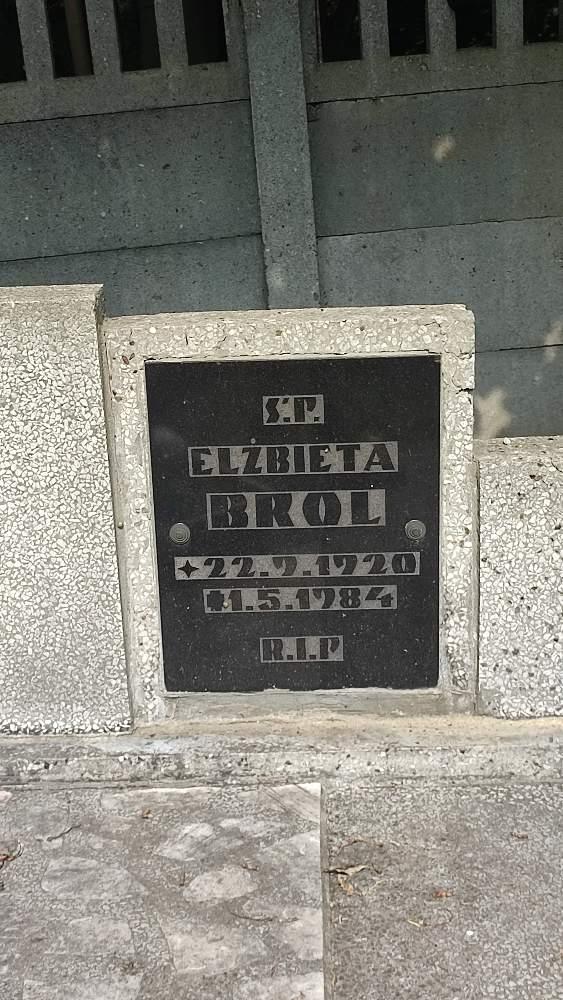 Ś.P.
ELŻBIETA
BROL
✦22.9.1920
‡1.5.1984
R.I.P